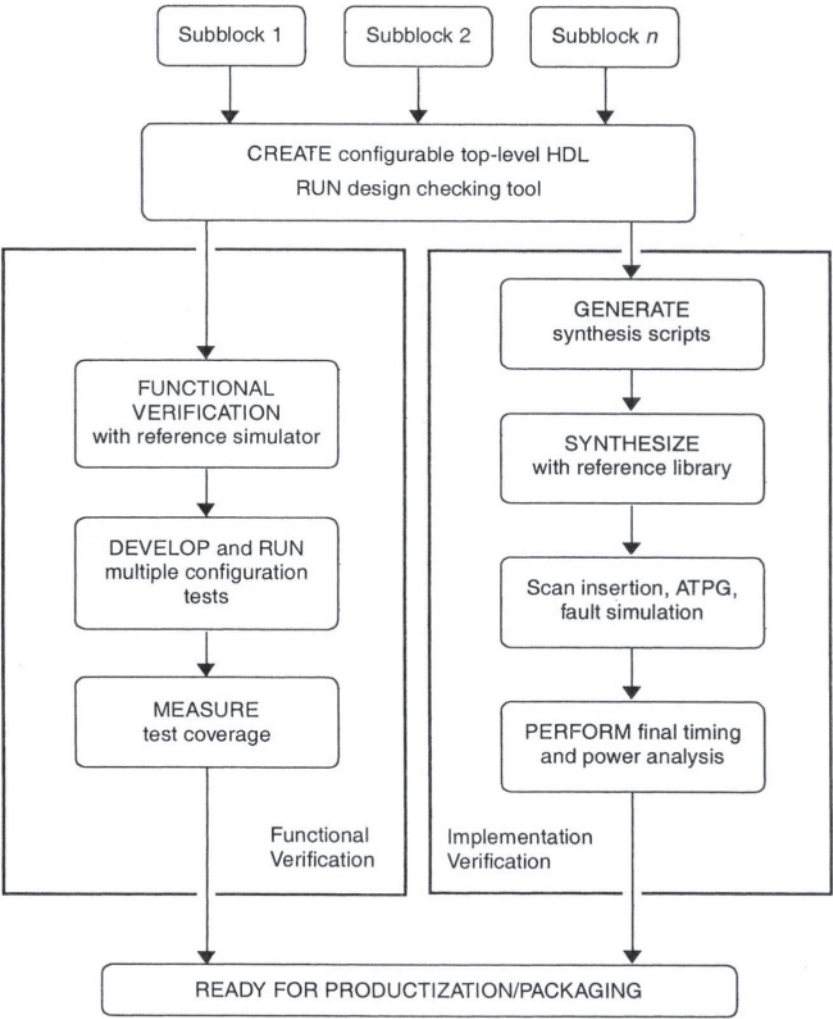 Subblock 1
Subblock 2
Subblock n
CREATE configurable top-level HDL
RUN design checking tool
FUNCTIONAL
VERIFICATION
with reference simulator
DEVELOP and RUN
multiple configuration
tests
MEASURE
test coverage
Functional
Verification
GENERATE
synthesis scripts
SYNTHESIZE
with reference library
Scan insertion, ATPG,
fault simulation
PERFORM final timing
and power analysis
Implementation
Verification
READY FOR PRODUCTIZATION/PACKAGING